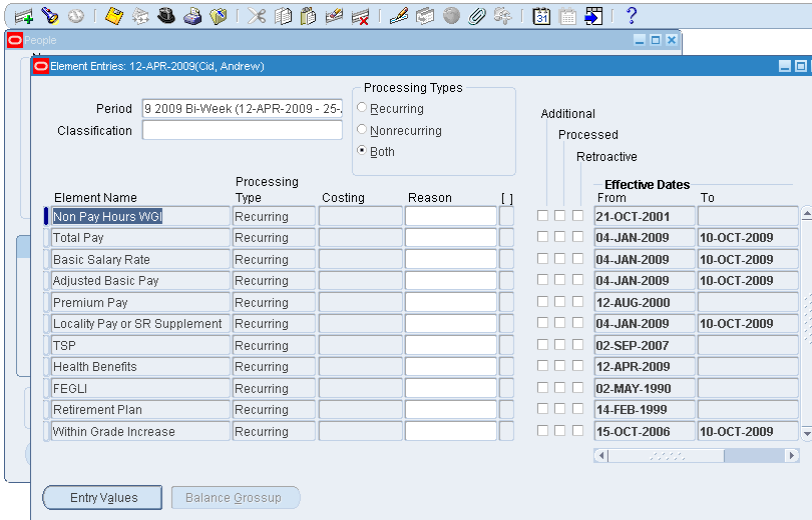 People
Element Entries: 12-APR-2009(Cid, Andrew)
Processing Types
Period 9 2009 Bi-Week (12-APR-2009 - 25-
Recurring
Classification
Nonrecurring
Both
Additional
Processed
Retroactive
Processing
Effective Dates
Element Name Type Costing Reason [ ] From To
Non Pay Hours WGI Recurring 21-OCT-2001
Total Pay Recurring 04-JAN-2009 10-OCT-2009
Basic Salary Rate Recurring 04-JAN-2009 10-OCT-2009
Adjusted Basic Pay Recurring 04-JAN-2009 10-OCT-2009
Premium Pay Recurring 12-AUG-2000
Locality Pay or SR Supplement Recurring 04-JAN-2009 10-OCT-2009
TSP Recurring 02-SEP-2007
Health Benefits Recurring 12-APR-2009
FEGLI Recurring 02-MAY-1990
Retirement Plan Recurring 14-FEB-1999
Within Grade Increase Recurring 15-OCT-2006 10-OCT-2009
Entry Values Balance Grossup